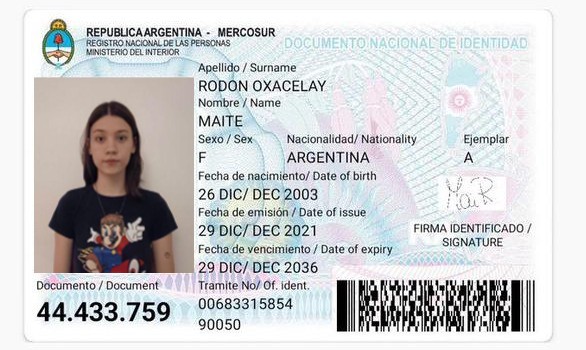 REPUBLICA ARGENTINA - MERCOSUR
REGISTRO NACIONAL DE LAS PERSONAS
MINISTERIO DEL INTERIOR
DOCUMENTO NACIONAL DE IDENTIDAD
Apellido / Surname
RODON OXACELAY
Nombre / Name
MAITE
Sexo / Sex Nacionalidad/ Nationality Ejemplar
F ARGENTINA A
Fecha de nacimiento/ Date of birth
26 DIC/ DEC 2003
Fecha de emisión / Date of issue
29 DIC/ DEC 2021
Fecha de vencimiento / Date of expiry
29 DIC/ DEC 2036
FIRMA IDENTIFICADO /
SIGNATURE
Documento / Document
44.433.759
Tramite No/ Of. ident.
00683315854
90050